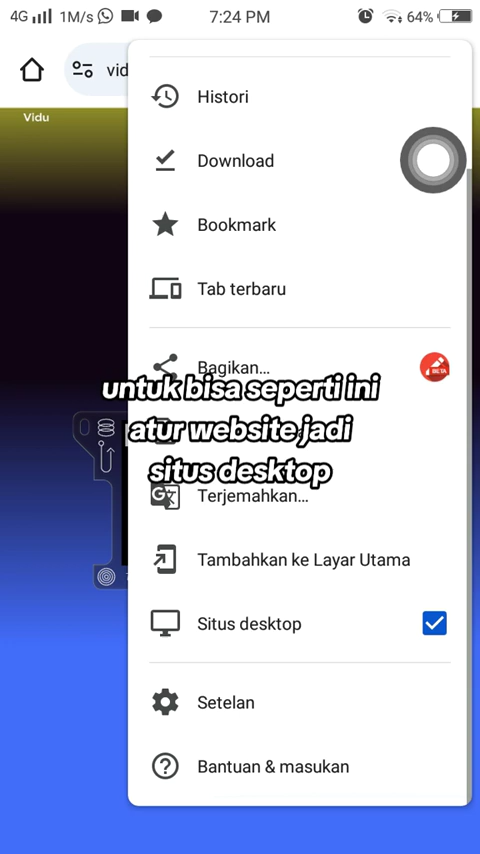 4G 1M/s 7:24 PM 64%
vid
Vidu
Histori
Download
Bookmark
Tab terbaru
Bagikan...
BETA
untuk bisa seperti ini
atur website jadi
situs desktop
Terjemahkan...
Tambahkan ke Layar Utama
Situs desktop
Setelan
Bantuan & masukan